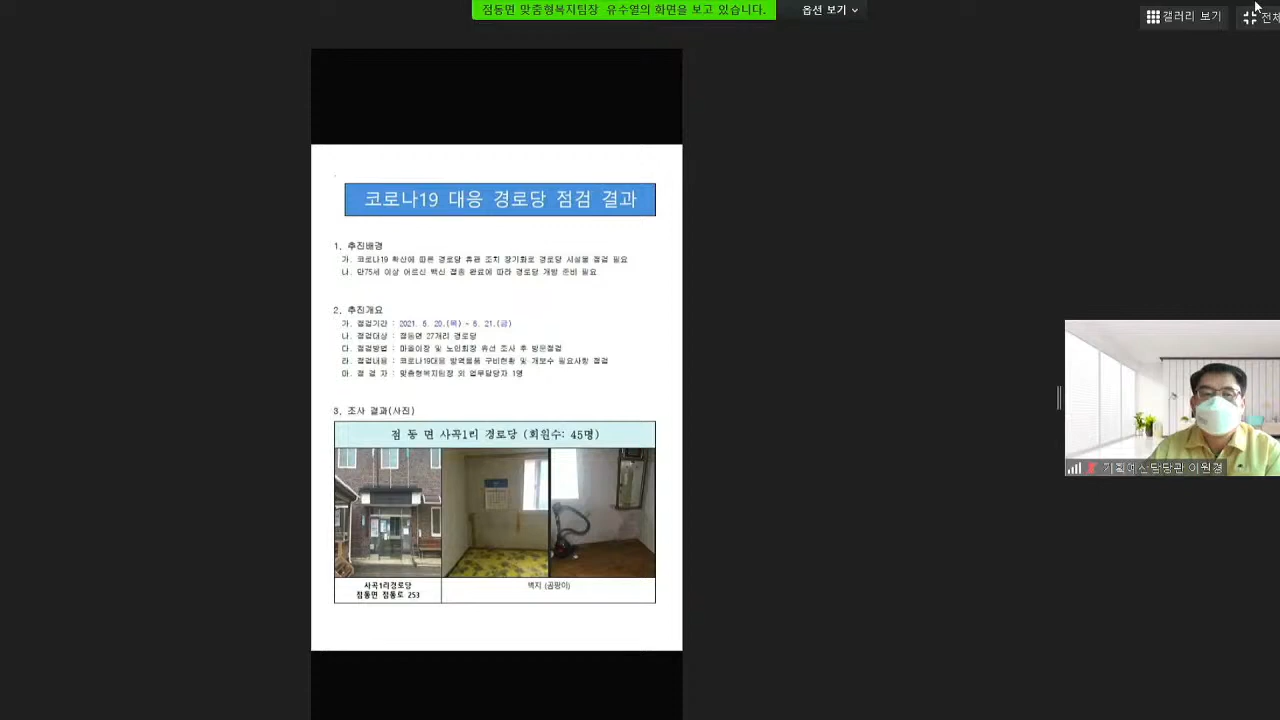 점동면 맞춤형복지팀장 유수열의 화면을 보고 있습니다.
옵션 보기
갤러리 보기
전체
코로나19 대응 경로당 점검 결과
1. 추진배경
가. 코로나19 확산에 따른 경로당 휴관 조치 장기화로 경로당 시설물 점검 필요
나. 만75세 이상 어르신 백신 접종 완료에 따라 경로당 개방 준비 필요
2. 추진개요
가. 점검기간 : 2021. 5. 20.(목) ~ 5. 21.(금)
나. 점검대상 : 점동면 27개리 경로당
다. 점검방법 : 마을이장 및 노인회장 유선 조사 후 방문점검
라. 점검내용 : 코로나19대응 방역물품 구비현황 및 개보수 필요사항 점검
마. 점 검 자 : 맞춤형복지팀장 외 업무담당자 1명
3. 조사 결과(사진)
점 동 면 사곡1리 경로당 (회원수: 45명)
사곡1리경로당
점동면 점동로 253
벽지 (곰팡이)
기획예산담당관 이원경